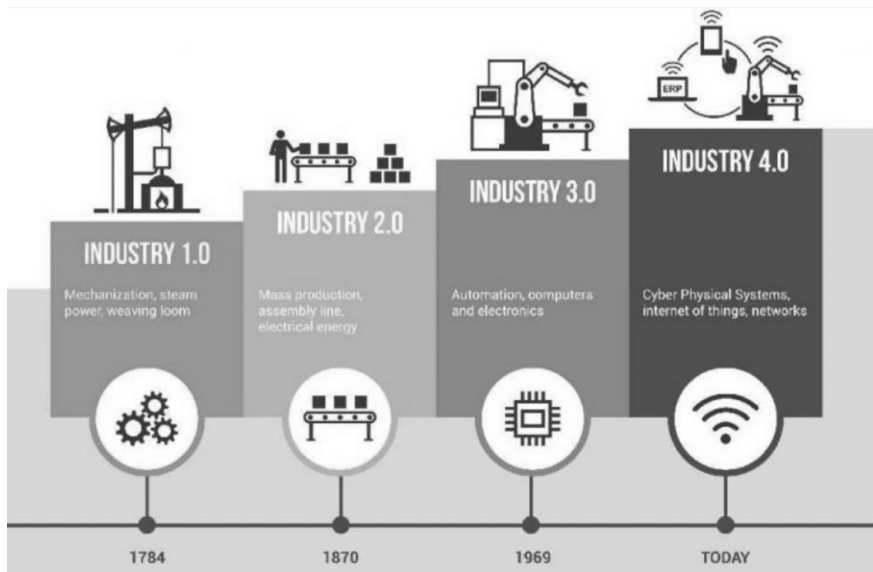 ERP
INDUSTRY 1.0
Mechanization, steam
power, weaving loom
INDUSTRY 2.0
Mass production,
assembly line,
electrical energy
INDUSTRY 3.0
Automation, computers
and electronics
INDUSTRY 4.0
Cyber Physical Systems,
internet of things, networks
1784
1870
1969
TODAY